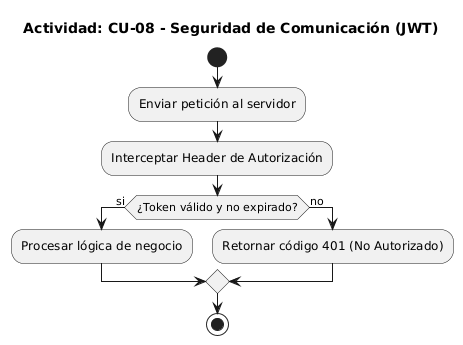 Actividad: CU-08 - Seguridad de Comunicación (JWT)
Enviar petición al servidor
Interceptar Header de Autorización
si
¿Token válido y no expirado?
no
Procesar lógica de negocio
Retornar código 401 (No Autorizado)